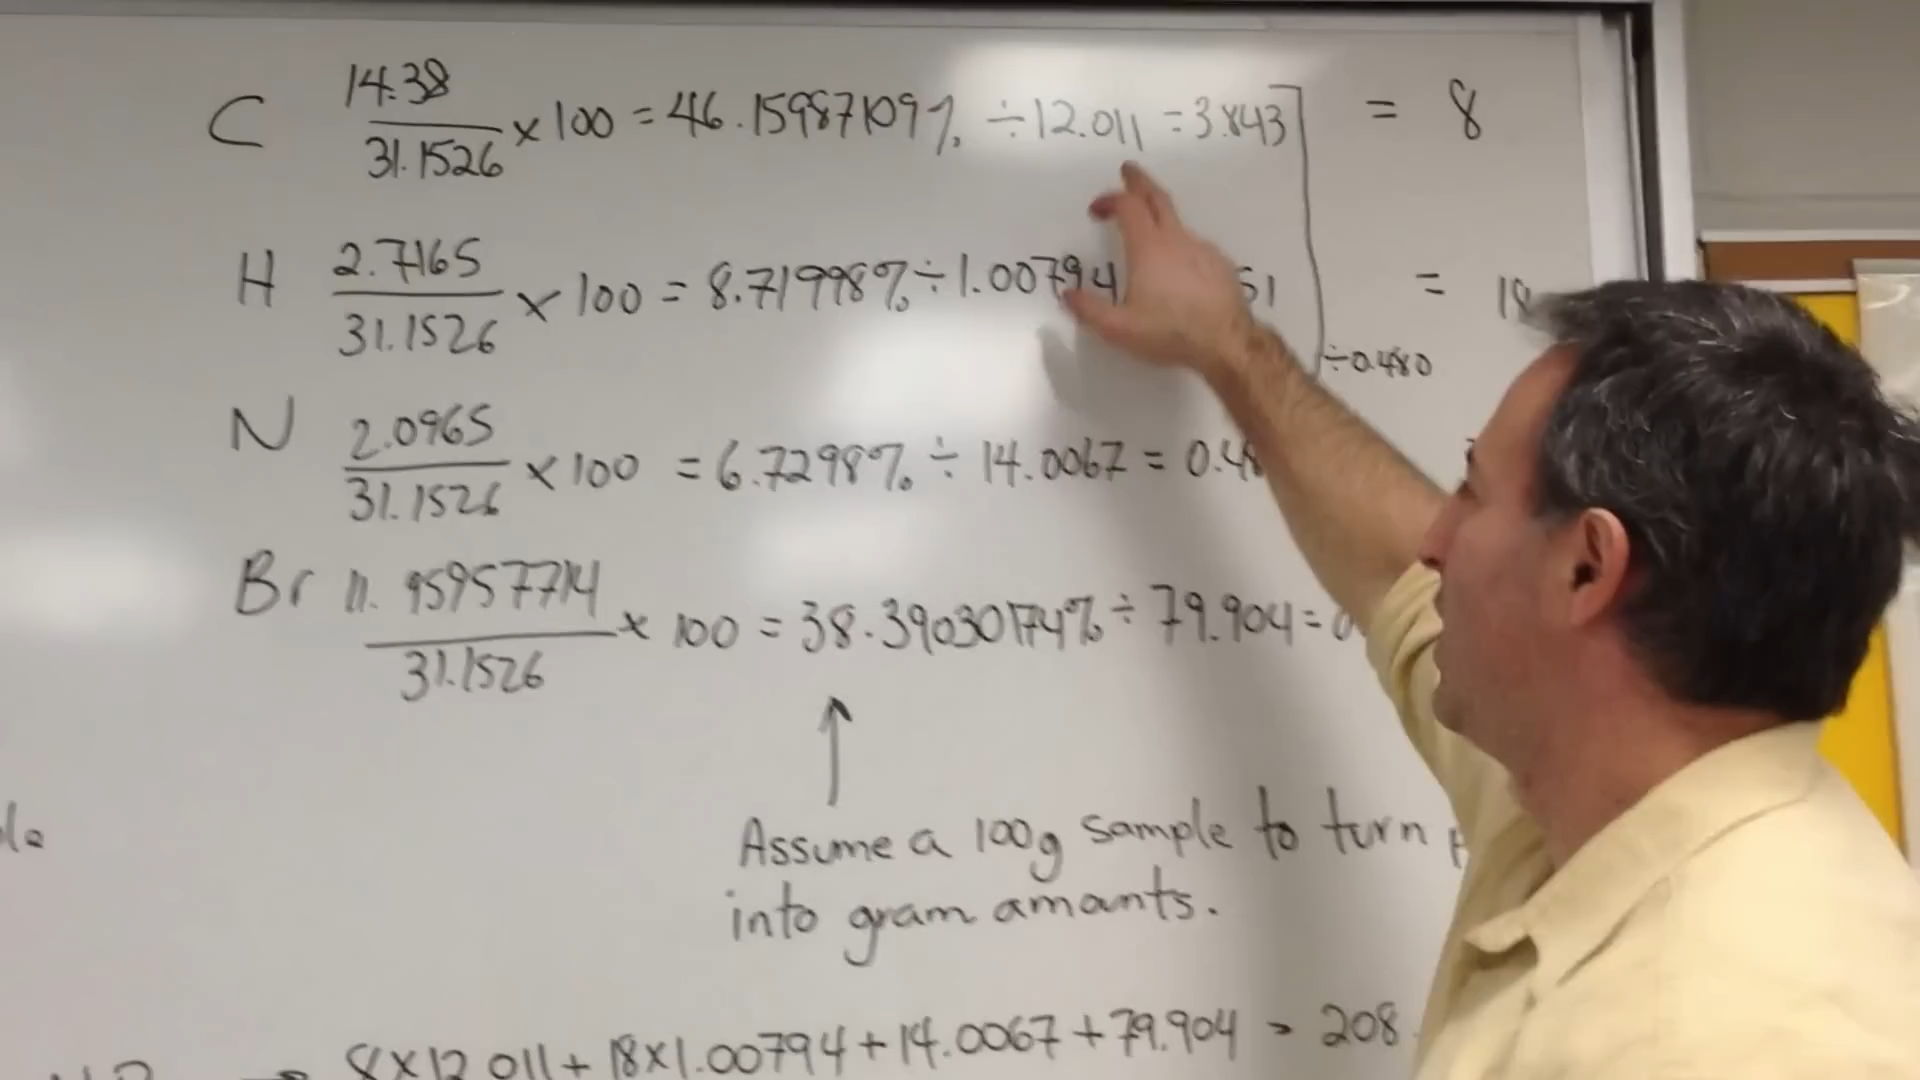 C 14.38/31.1526 × 100 = 46.15987109% ÷ 12.011 = 3.843 = 8
H 2.7165/31.1526 × 100 = 8.71998% ÷ 1.00794 51 = 18
÷0.480
N 2.0965/31.1526 × 100 = 6.7298% ÷ 14.0067 = 0.48
Br 11.95957714/31.1526 × 100 = 38.39030174% ÷ 79.904 = 0
↑
Assume a 100g sample to turn
into gram amounts.
8×12.011+18×1.00794+14.0067+79.904 = 208.